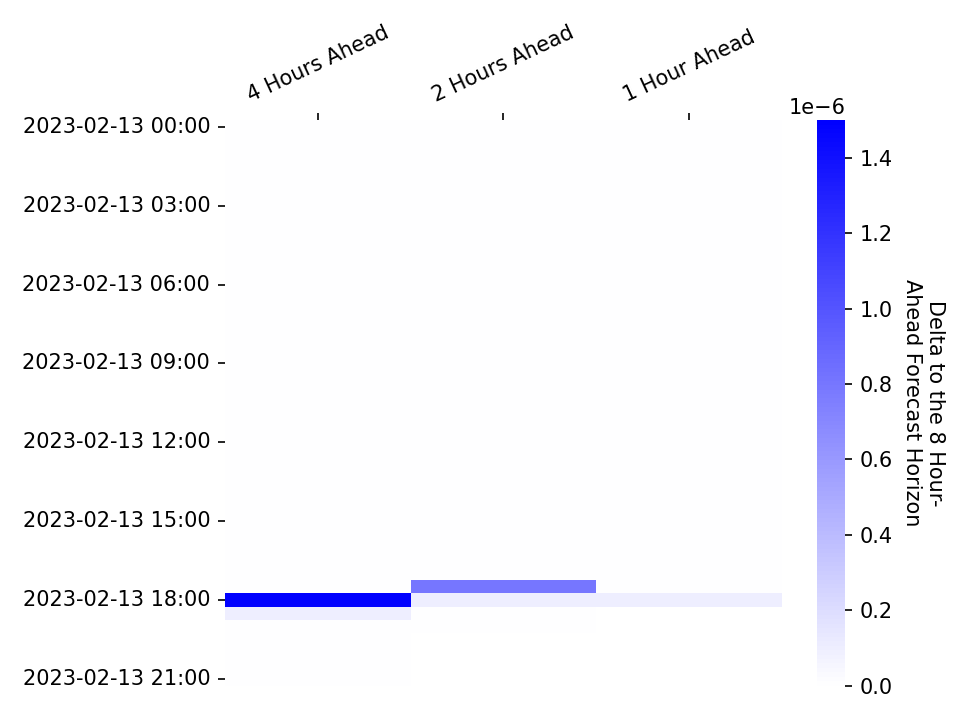 4 Hours Ahead
2 Hours Ahead
1 Hour Ahead
1e−6
2023-02-13 00:00
2023-02-13 03:00
2023-02-13 06:00
2023-02-13 09:00
2023-02-13 12:00
2023-02-13 15:00
2023-02-13 18:00
2023-02-13 21:00
1.4
1.2
1.0
0.8
0.6
0.4
0.2
0.0
Delta to the 8 Hour-
Ahead Forecast Horizon